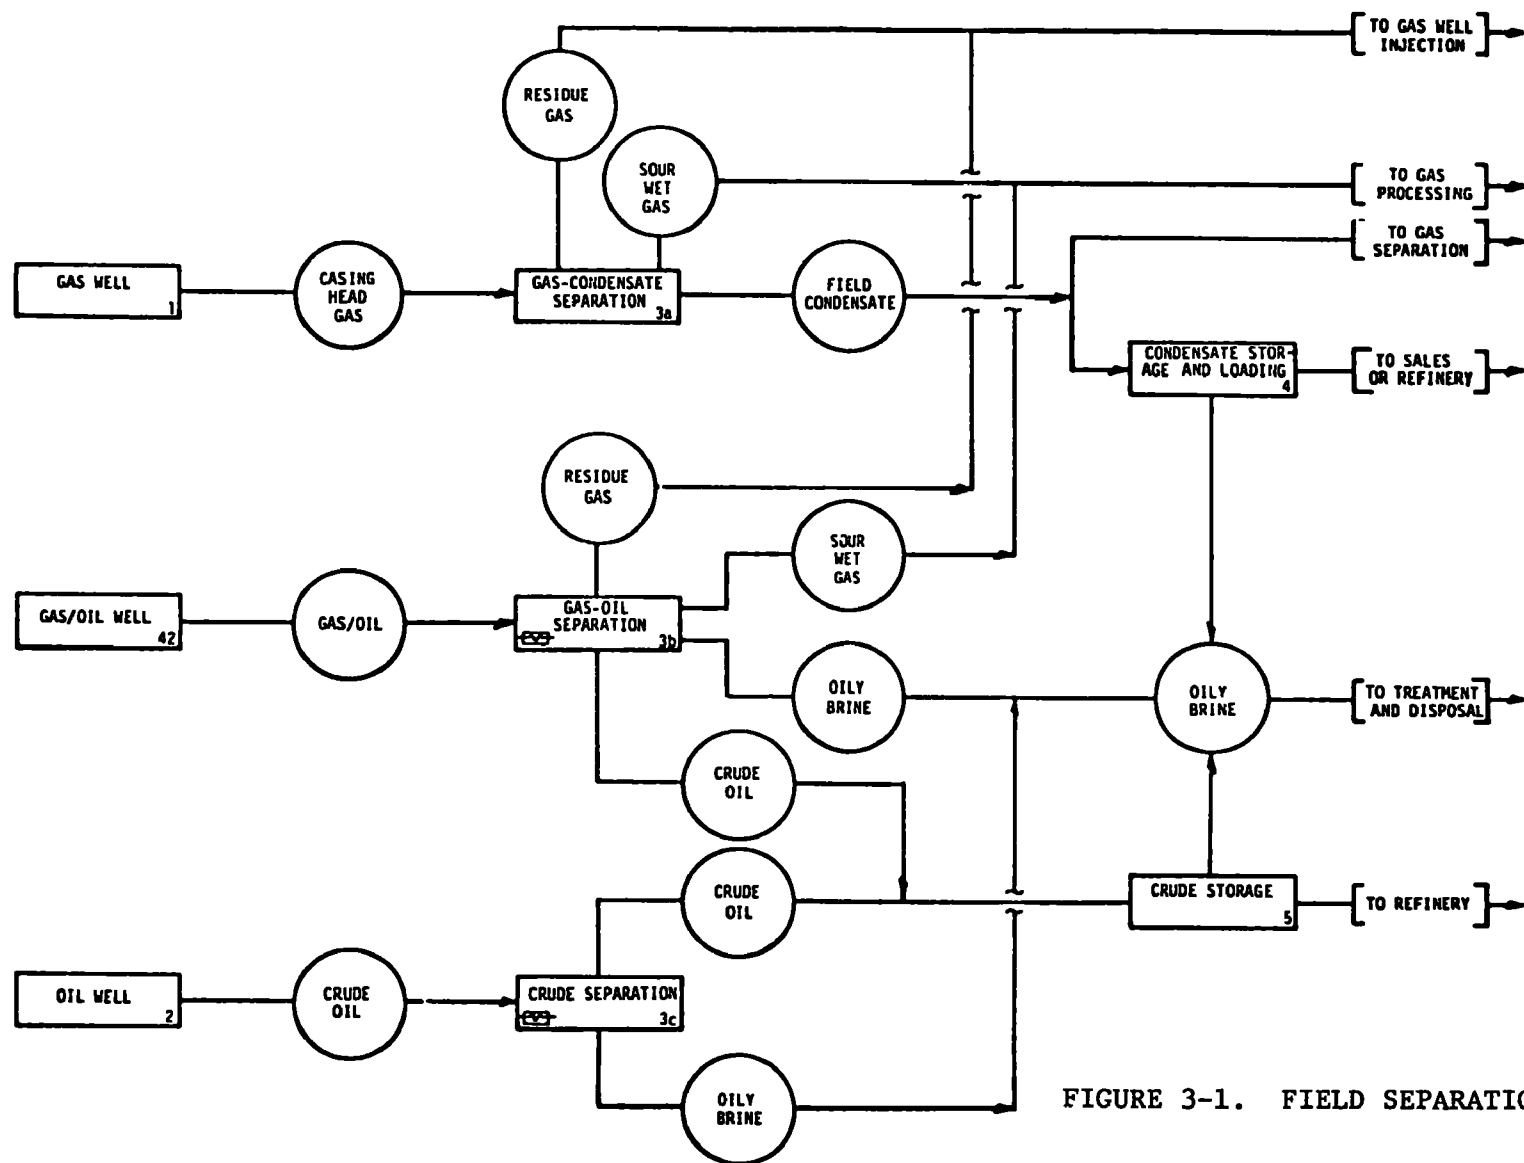 TO GAS WELL
INJECTION
RESIDUE
GAS
SOUR
WET
GAS
TO GAS
PROCESSING
TO GAS
SEPARATION
GAS WELL
1
CASING
HEAD
GAS
GAS-CONDENSATE
SEPARATION
3a
FIELD
CONDENSATE
CONDENSATE STOR-
AGE AND LOADING
4
TO SALES
OR REFINERY
RESIDUE
GAS
SOUR
WET
GAS
GAS/OIL WELL
42
GAS/OIL
GAS-OIL
SEPARATION
3b
OILY
BRINE
OILY
BRINE
TO TREATMENT
AND DISPOSAL
CRUDE
OIL
CRUDE
OIL
CRUDE STORAGE
5
TO REFINERY
OIL WELL
2
CRUDE
OIL
CRUDE SEPARATION
3c
OILY
BRINE
FIGURE 3-1. FIELD SEPARATIO